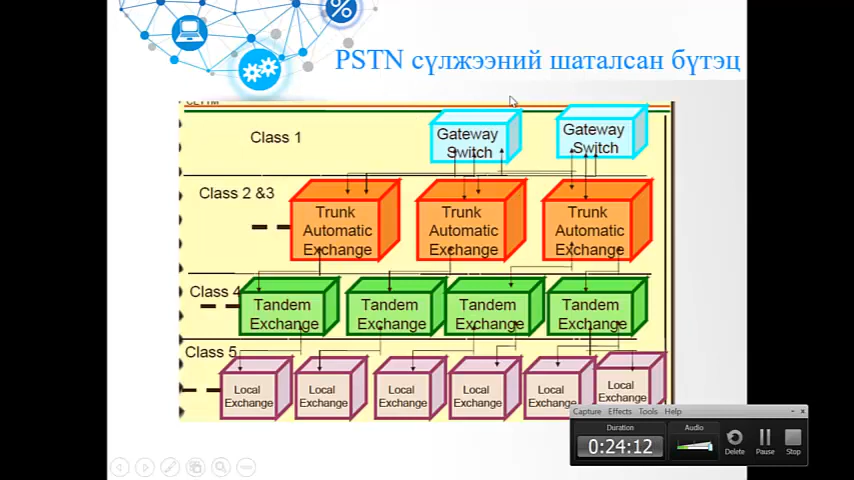 PSTN сүлжээний шаталсан бүтэц
Class 1
Gateway
Switch
Gateway
Switch
Class 2 &3
Trunk
Automatic
Exchange
Trunk
Automatic
Exchange
Trunk
Automatic
Exchange
Class 4
Tandem
Exchange
Tandem
Exchange
Tandem
Exchange
Tandem
Exchange
Class 5
Local
Exchange
Local
Exchange
Local
Exchange
Local
Exchange
Local
Exchange
Local
Exchange
Capture Effects Tools Help
Duration
0:24:12
Audio
Delete
Pause
Stop